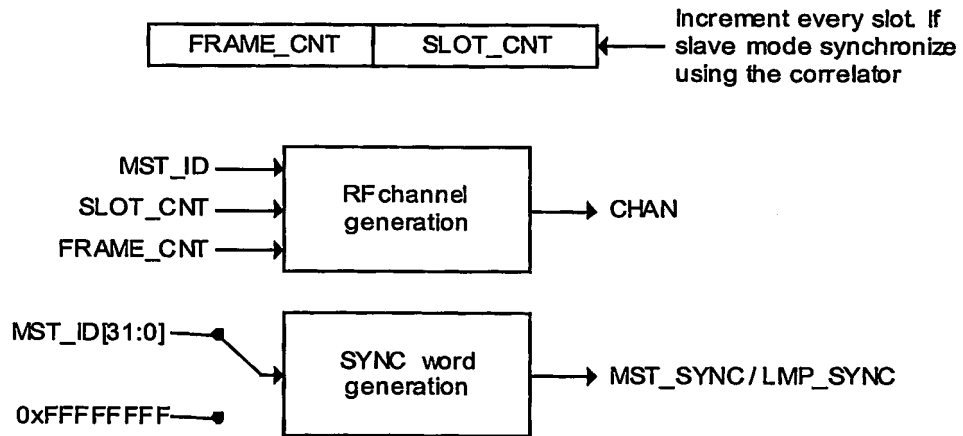 FRAME_CNT SLOT_CNT
Increment every slot. If
slave mode synchronize
using the correlator
MST_ID
SLOT_CNT
FRAME_CNT
RF channel
generation
CHAN
MST_ID[31:0]
0xFFFFFFFF
SYNC word
generation
MST_SYNC / LMP_SYNC